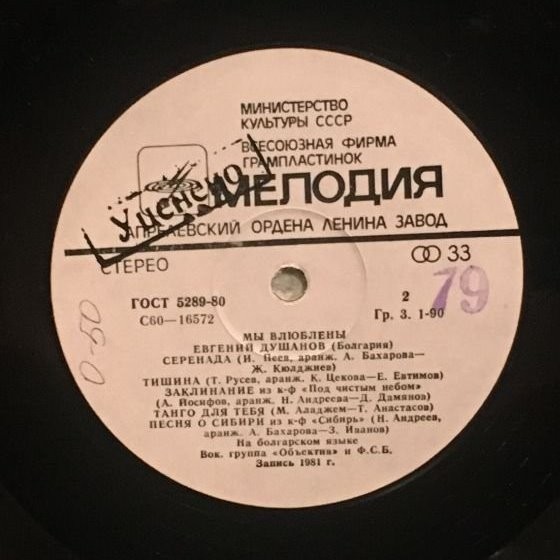 МИНИСТЕРСТВО
КУЛЬТУРЫ СССР
ВСЕСОЮЗНАЯ ФИРМА
ГРАМПЛАСТИНОК
Уценено
МЕЛОДИЯ
АПРЕЛЕВСКИЙ ОРДЕНА ЛЕНИНА ЗАВОД
СТЕРЕО
33
ГОСТ 5289-80
2
79
С60—16572
Гр. 3. 1-90
0-50
МЫ ВЛЮБЛЕНЫ
ЕВГЕНИЙ ДУШАНОВ (Болгария)
СЕРЕНАДА (И. Пеев, аранж. А. Бахарова—
Ж. Кюлджиев)
ТИШИНА (Т. Русев, аранж. К. Цекова—Е. Евтимов)
ЗАКЛИНАНИЕ из к-ф «Под чистым небом»
(А. Иосифов, аранж. Н. Андреева—Д. Дамянов)
ТАНГО ДЛЯ ТЕБЯ (М. Аладжем—Т. Анастасов)
ПЕСНЯ О СИБИРИ из к-ф «Сибирь» (Н. Андреев,
аранж. А. Бахарова—З. Иванов)
На болгарском языке
Вок. группа «Объектив» и Ф.С.Б.
Запись 1981 г.